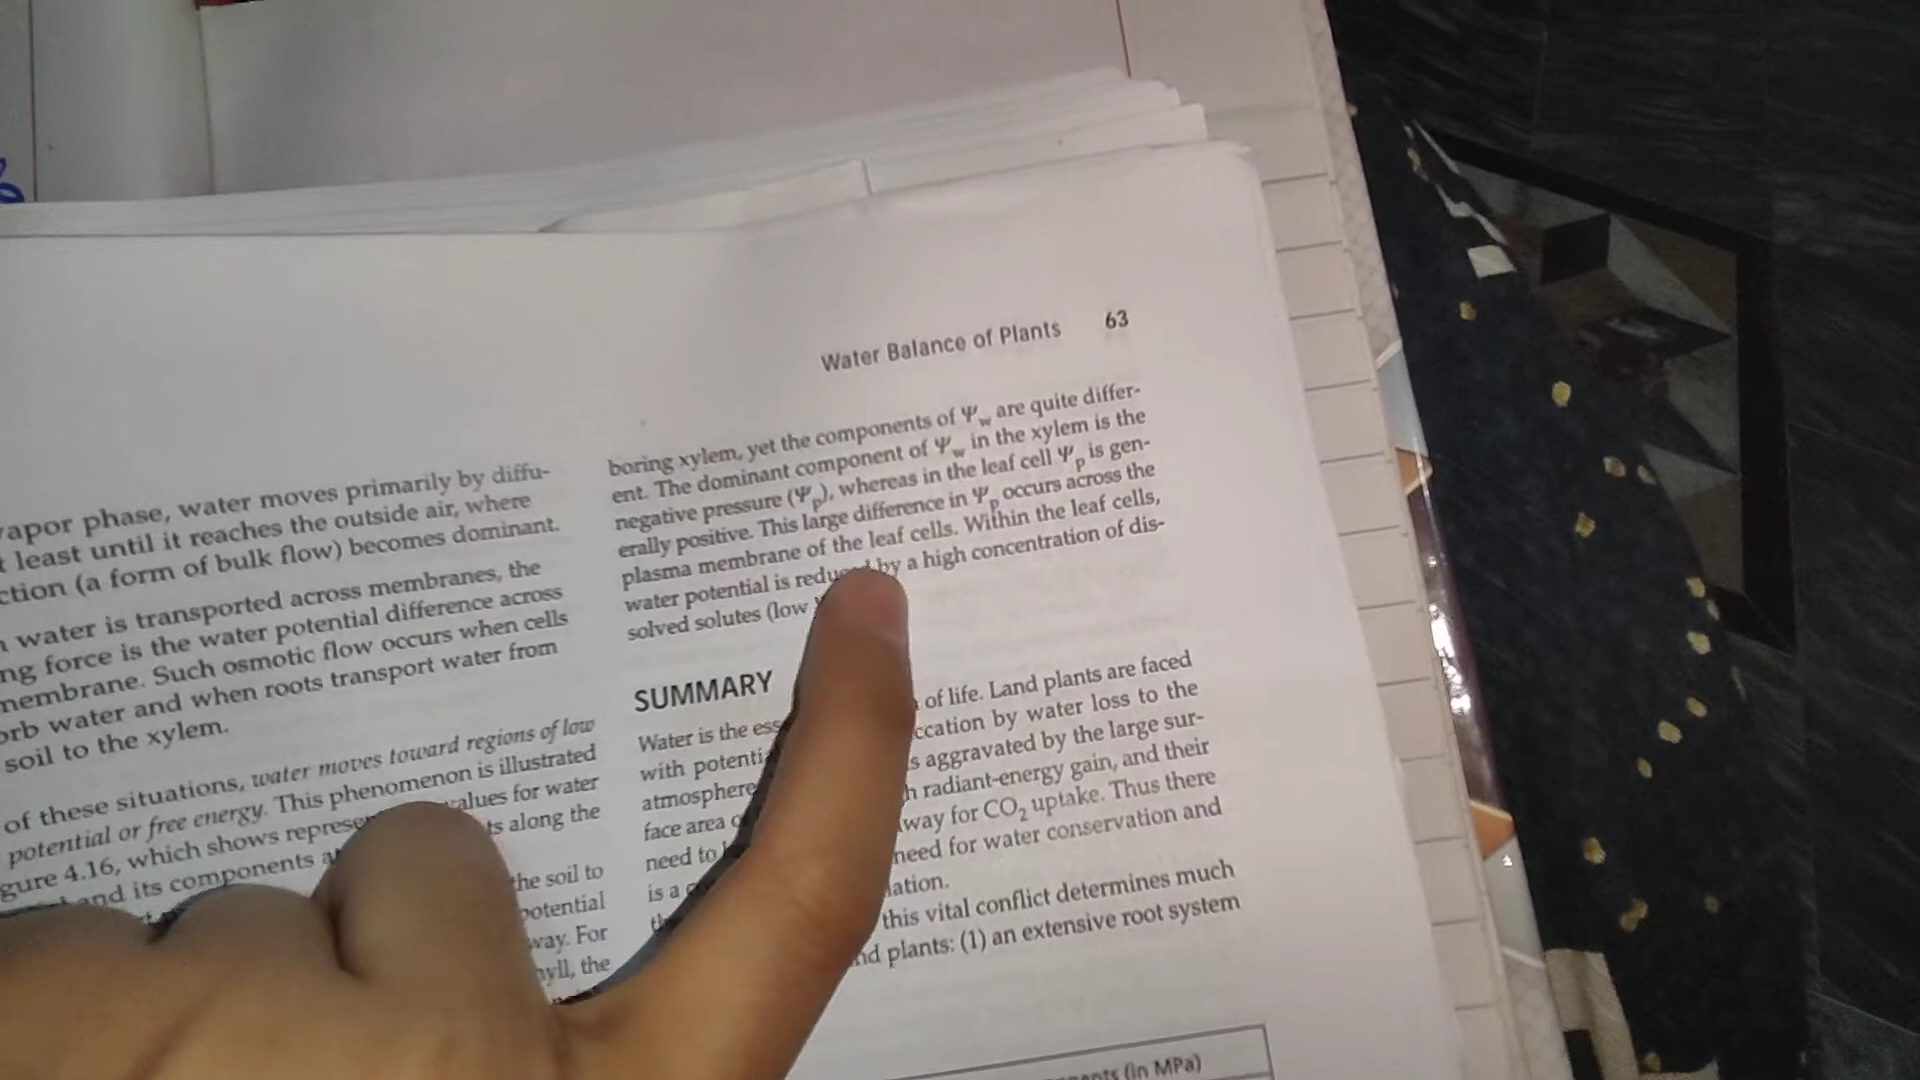 Water Balance of Plants 63
vapor phase, water moves primarily by diffu-
least until it reaches the outside air, where
ction (a form of bulk flow) becomes dominant.
water is transported across membranes, the
ng force is the water potential difference across
membrane. Such osmotic flow occurs when cells
orb water and when roots transport water from
soil to the xylem.
of these situations, water moves toward regions of low
potential or free energy. This phenomenon is illustrated
gure 4.16, which shows represen values for water
and its components a ts along the
the soil to
potential
way. For
hyll, the
boring xylem, yet the components of Ψw are quite differ-
ent. The dominant component of Ψw in the xylem is the
negative pressure (Ψp), whereas in the leaf cell Ψp is gen-
erally positive. This large difference in Ψp occurs across the
plasma membrane of the leaf cells. Within the leaf cells,
water potential is reduced by a high concentration of dis-
solved solutes (low
SUMMARY
Water is the ess of life. Land plants are faced
with potenti ccation by water loss to the
atmosphere s aggravated by the large sur-
face area o h radiant-energy gain, and their
need to way for CO2 uptake. Thus there
is a need for water conservation and
lation.
this vital conflict determines much
nd plants: (1) an extensive root system
nents (in MPa)